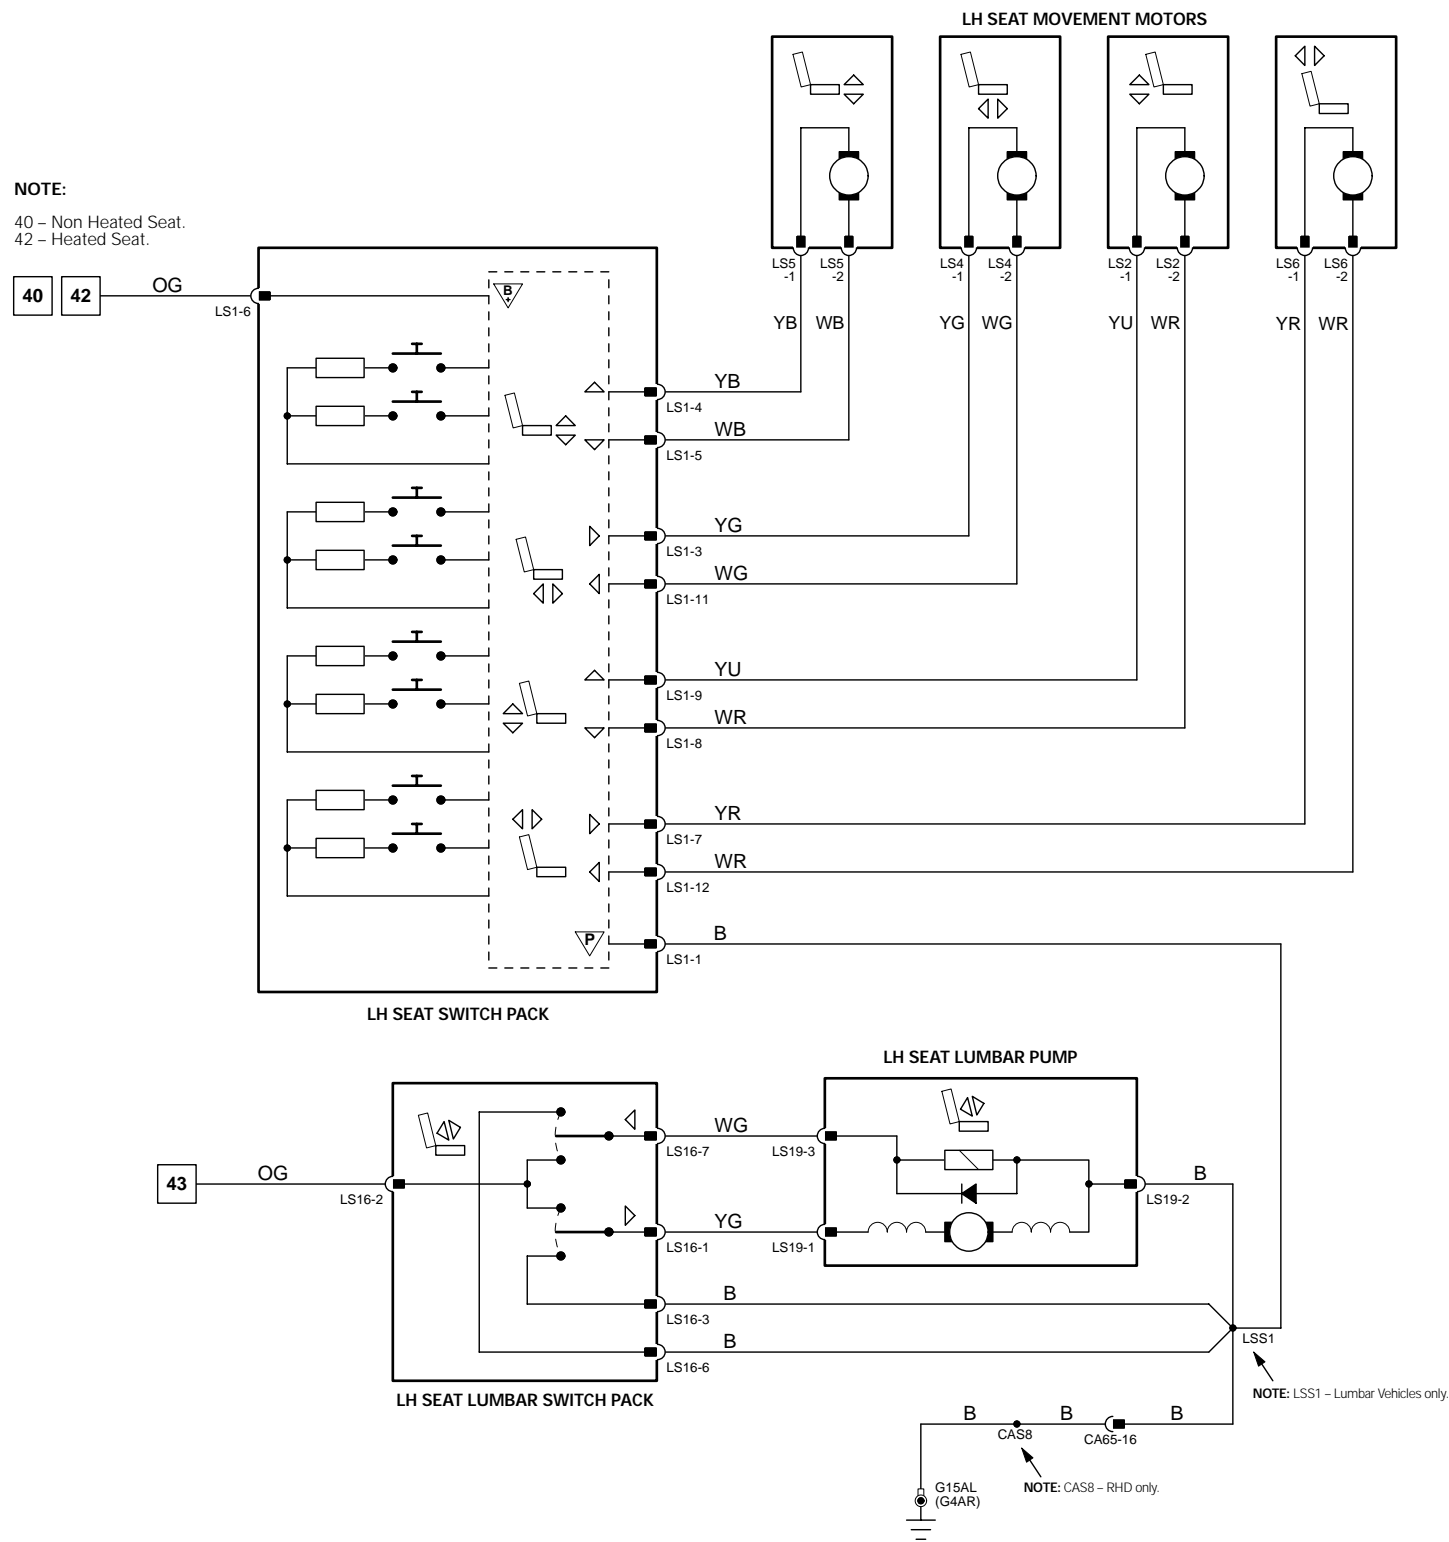 LH SEAT MOVEMENT MOTORS
NOTE:
40 – Non Heated Seat.
42 – Heated Seat.
40 42 OG
LS1-6
B
+
LS5
-1
LS5
-2
LS4
-1
LS4
-2
LS2
-1
LS2
-2
LS6
-1
LS6
-2
YB WB YG WG YU WR YR WR
YB
LS1-4
WB
LS1-5
YG
LS1-3
WG
LS1-11
YU
LS1-9
WR
LS1-8
YR
LS1-7
WR
LS1-12
P
B
LS1-1
LH SEAT SWITCH PACK
LH SEAT LUMBAR PUMP
43 OG
LS16-2
WG
LS16-7
LS19-3
YG
LS16-1
LS19-1
B
LS19-2
B
LS16-3
B
LS16-6
LSS1
LH SEAT LUMBAR SWITCH PACK
NOTE: LSS1 – Lumbar Vehicles only.
B B B
CAS8
CA65-16
NOTE: CAS8 – RHD only.
G15AL
(G4AR)